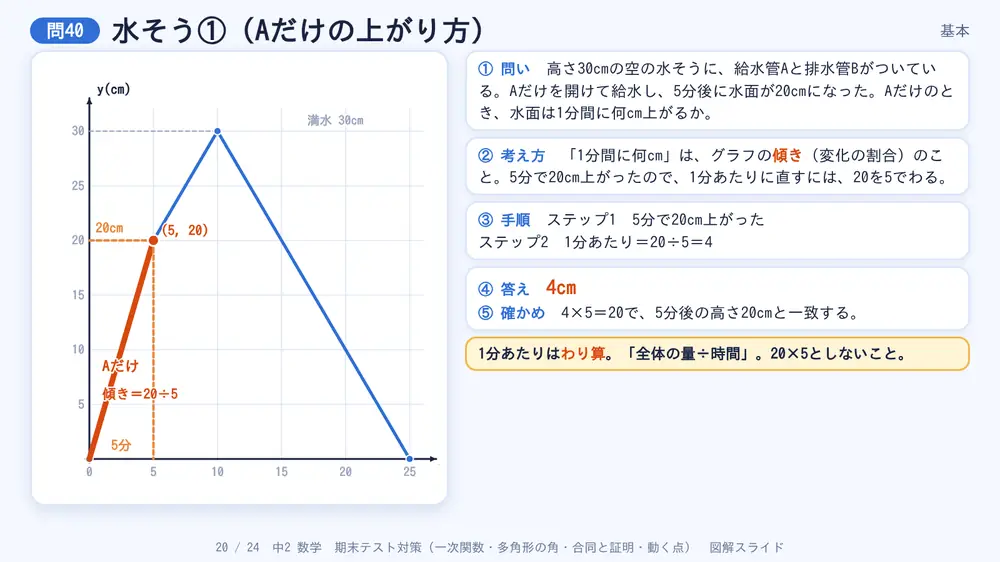 問40 水そう①（Aだけの上がり方）
基本
y(cm)
満水 30cm
30
25
20cm
(5, 20)
20
15
10
Aだけ
傾き＝20÷5
5
5分
0 5 10 15 20 25
① 問い 高さ30cmの空の水そうに、給水管Aと排水管Bがついてい
る。Aだけを開けて給水し、5分後に水面が20cmになった。Aだけのと
き、水面は1分間に何cm上がるか。
② 考え方 「1分間に何cm」は、グラフの傾き（変化の割合）のこ
と。5分で20cm上がったので、1分あたりに直すには、20を5でわる。
③ 手順 ステップ1 5分で20cm上がった
ステップ2 1分あたり＝20÷5＝4
④ 答え 4cm
⑤ 確かめ 4×5＝20で、5分後の高さ20cmと一致する。
1分あたりはわり算。「全体の量÷時間」。20×5としないこと。
20 / 24 中2 数学 期末テスト対策（一次関数・多角形の角・合同と証明・動く点） 図解スライド